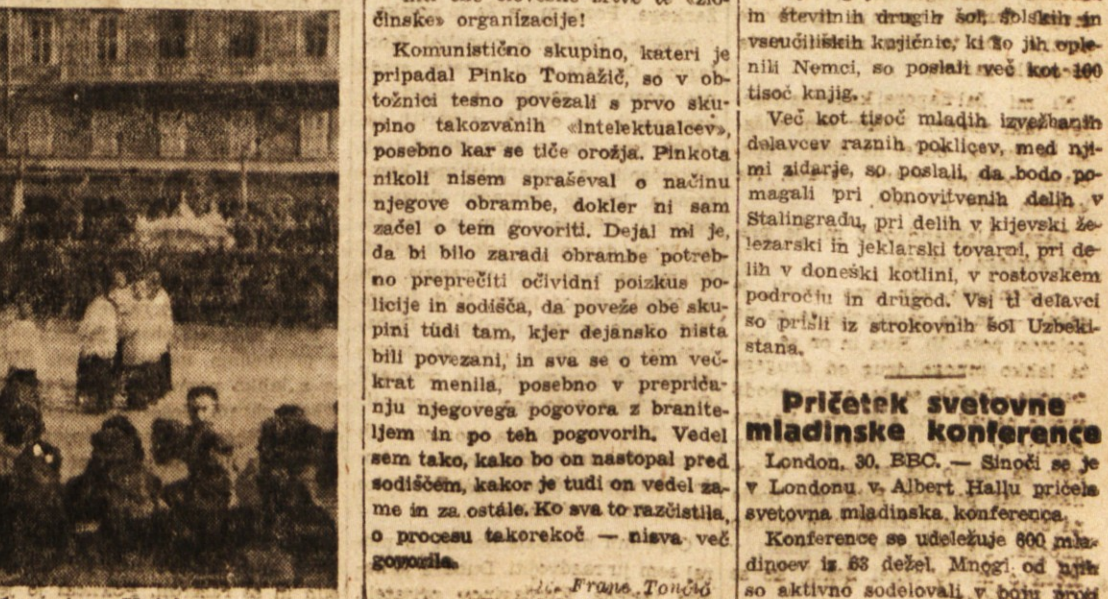 činske» organizacije!
Komunistično skupino, kateri je
pripadal Pinko Tomažič, so v ob-
tožnici tesno povezali s prvo sku-
pino takozvanih «intelektualcev»,
posebno kar se tiče orožja. Pinkota
nikoli nisem spraševal o načinu
njegove obrambe, dokler ni sam
začel o tem govoriti. Dejal mi je,
da bi bilo zaradi obrambe potreb-
no preprečiti očividni poizkus po-
licije in sodišča, da poveže obe sku-
pini tudi tam, kjer dejansko nista
bili povezani, in sva se o tem več-
krat menila, posebno v prepriča-
nju njegovega pogovora z branite-
ljem in po teh pogovorih. Vedel
sem tako, kako bo on nastopal pred
sodiščem, kakor je tudi on vedel za-
me in za ostale. Ko sva to razčistila,
o procesu takorekoč — nisva več
govorila.
Franc Tončič
in številnih drugih šol, šolskih in
vseučiliških knjižnic, ki so jih ople-
nili Nemci, so poslali več kot 100
tisoč knjig.
Več kot tisoč mladih izvežbanih
delavcev raznih poklicev, med nji-
mi zidarje, so poslali, da bodo po-
magali pri obnovitvenih delih v
Stalingradu, pri delih v kijevski že-
lezarski in jeklarski tovarni, pri de-
lih v doneški kotlini, v rostovskem
področju in drugod. Vsi ti delavci
so prišli iz strokovnih šol Uzbeki-
stana.
Pričetek svetovne
mladinske konference
London, 30. BBC. — Sinoči se je
v Londonu v Albert Hallu pričela
svetovna mladinska konferenca.
Konference se udeležuje 600 mla-
dincev iz 63 dežel. Mnogi od njih
so aktivno sodelovali v boju proti